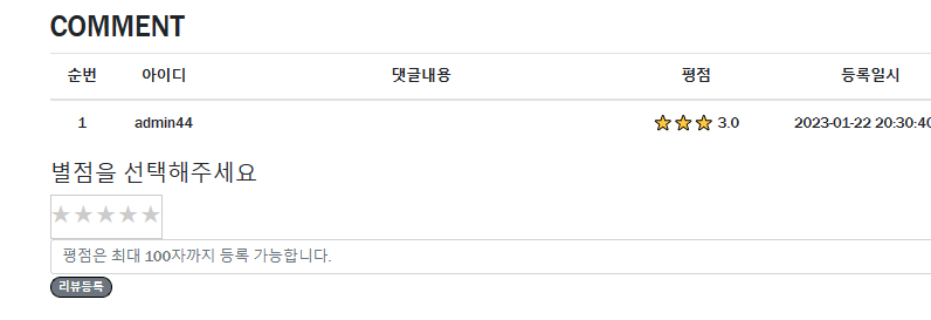 COMMENT
순번 아이디 댓글내용 평점 등록일시
1 admin44 3.0 2023-01-22 20:30:40
별점을 선택해주세요
평점은 최대 100자까지 등록 가능합니다.
리뷰등록